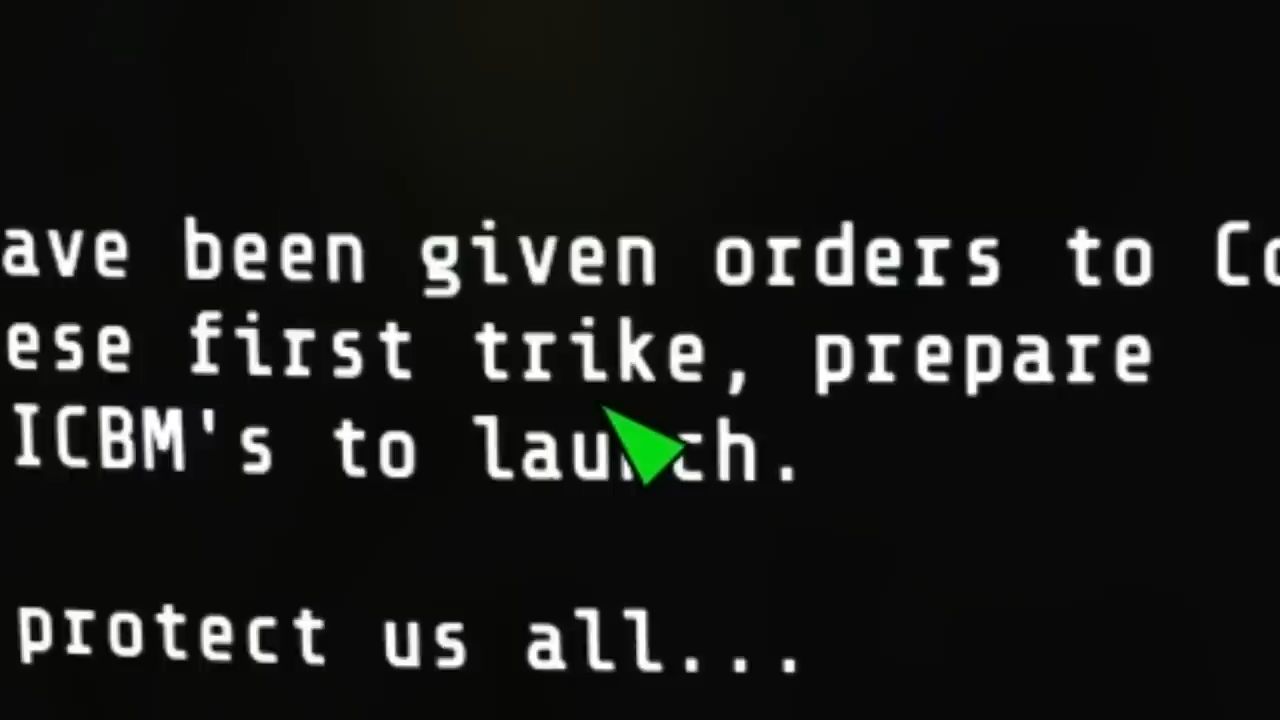 ave been given orders to Co
ese first trike, prepare
ICBM's to launch.
protect us all...